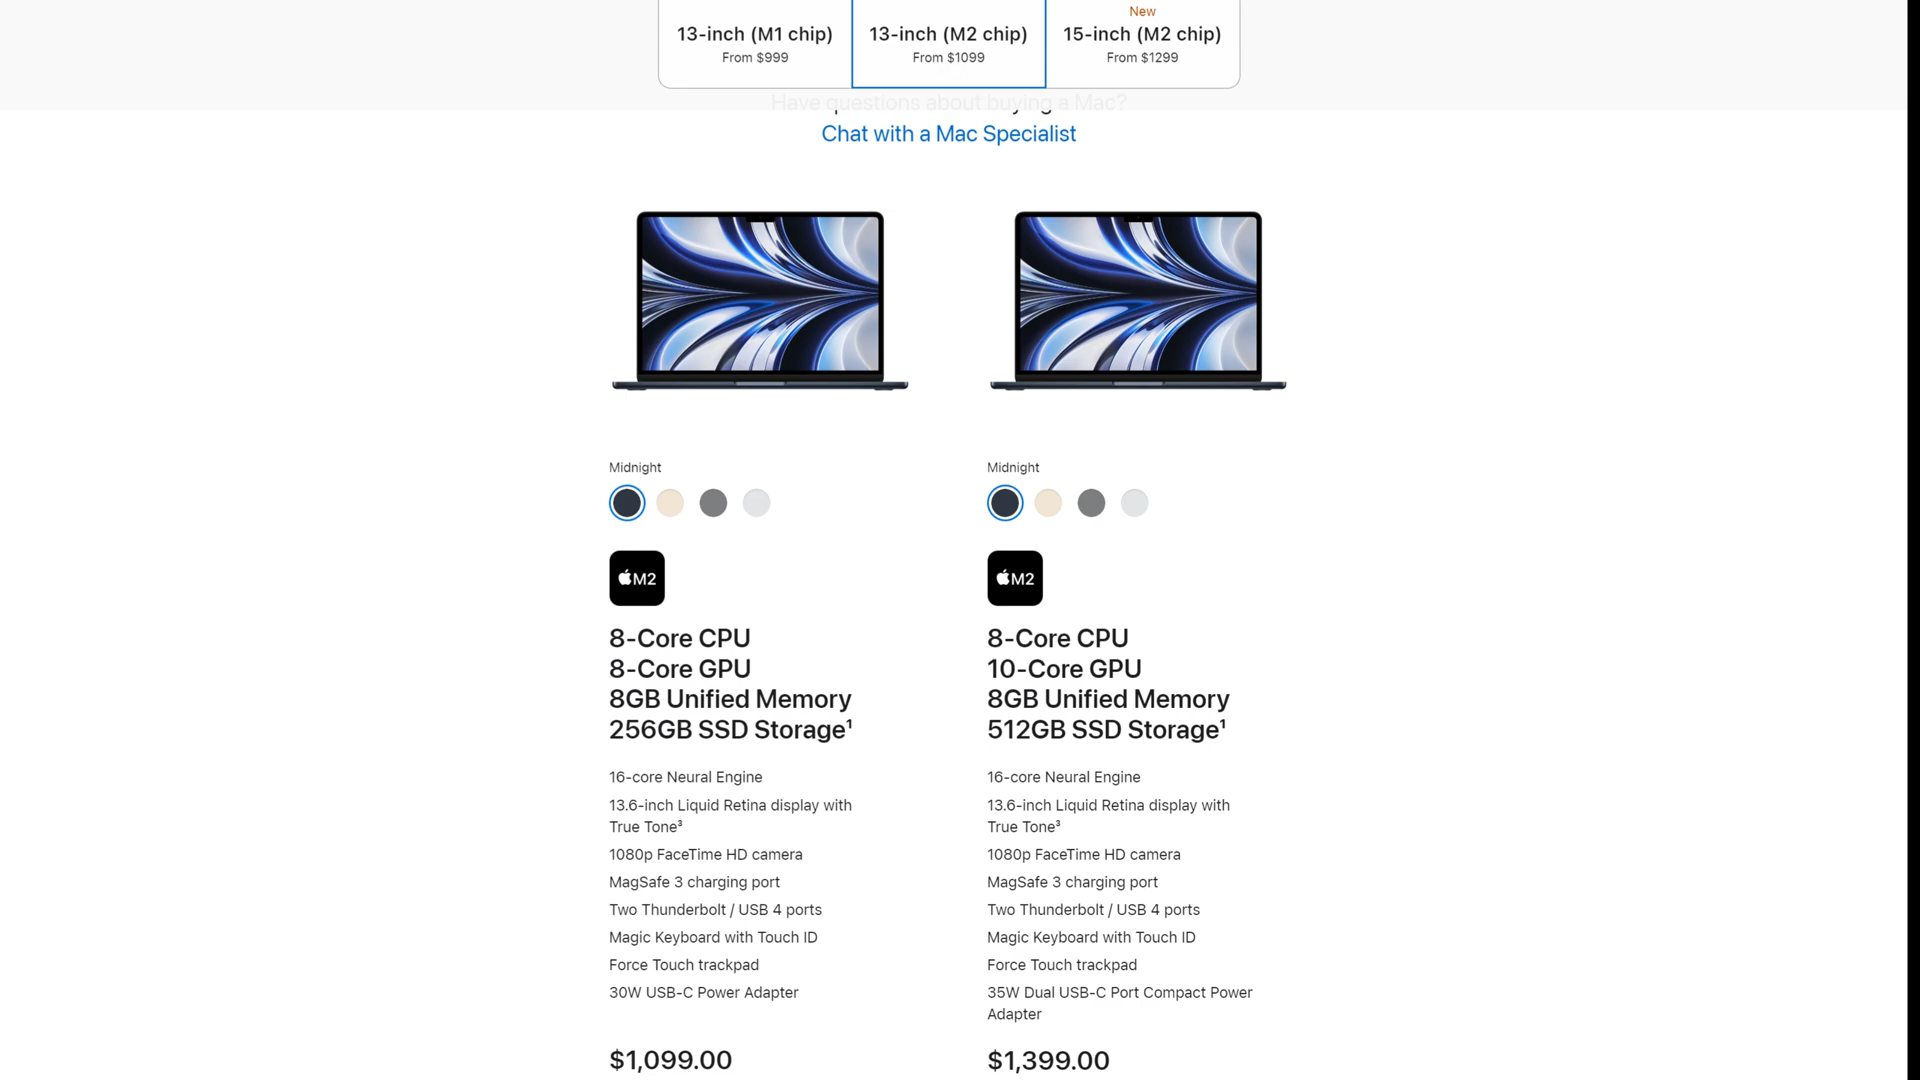 New
13-inch (M1 chip)
13-inch (M2 chip)
15-inch (M2 chip)
From $999
From $1099
From $1299
Have questions about buying a Mac?
Chat with a Mac Specialist
Midnight
M2
8-Core CPU
8-Core GPU
8GB Unified Memory
256GB SSD Storage¹
16-core Neural Engine
13.6-inch Liquid Retina display with
True Tone³
1080p FaceTime HD camera
MagSafe 3 charging port
Two Thunderbolt / USB 4 ports
Magic Keyboard with Touch ID
Force Touch trackpad
30W USB-C Power Adapter
$1,099.00
Midnight
M2
8-Core CPU
10-Core GPU
8GB Unified Memory
512GB SSD Storage¹
16-core Neural Engine
13.6-inch Liquid Retina display with
True Tone³
1080p FaceTime HD camera
MagSafe 3 charging port
Two Thunderbolt / USB 4 ports
Magic Keyboard with Touch ID
Force Touch trackpad
35W Dual USB-C Port Compact Power
Adapter
$1,399.00